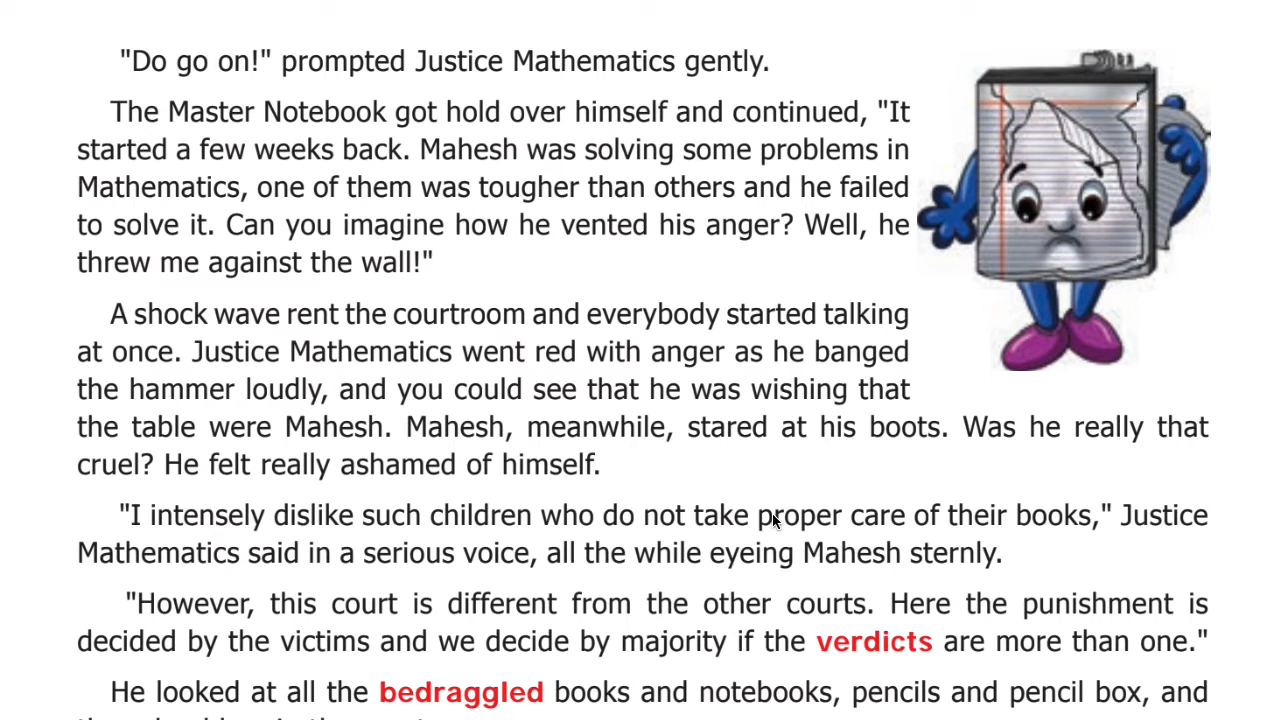 "Do go on!" prompted Justice Mathematics gently.
The Master Notebook got hold over himself and continued, "It
started a few weeks back. Mahesh was solving some problems in
Mathematics, one of them was tougher than others and he failed
to solve it. Can you imagine how he vented his anger? Well, he
threw me against the wall!"
A shock wave rent the courtroom and everybody started talking
at once. Justice Mathematics went red with anger as he banged
the hammer loudly, and you could see that he was wishing that
the table were Mahesh. Mahesh, meanwhile, stared at his boots. Was he really that
cruel? He felt really ashamed of himself.
"I intensely dislike such children who do not take proper care of their books," Justice
Mathematics said in a serious voice, all the while eyeing Mahesh sternly.
"However, this court is different from the other courts. Here the punishment is
decided by the victims and we decide by majority if the verdicts are more than one."
He looked at all the bedraggled books and notebooks, pencils and pencil box, and